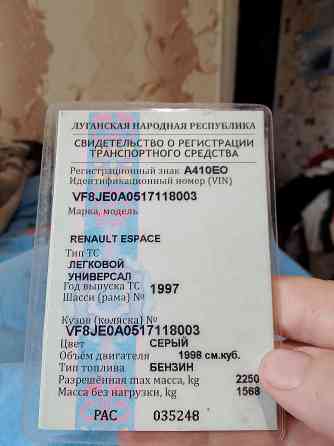 ЛУГАНСКАЯ НАРОДНАЯ РЕСПУБЛИКА
СВИДЕТЕЛЬСТВО О РЕГИСТРАЦИИ
ТРАНСПОРТНОГО СРЕДСТВА
Регистрационный знак А410ЕО
Идентификационный номер (VIN)
VF8JE0A0517118003
Марка, модель
RENAULT ESPACE
Тип ТС
ЛЕГКОВОЙ
УНИВЕРСАЛ
Год выпуска ТС 1997
Шасси (рама) №
Кузов (коляска) №
VF8JE0A0517118003
Цвет СЕРЫЙ
Объём двигателя 1998 см.куб.
Тип топлива БЕНЗИН
Разрешённая max масса, kg 2250
Масса без нагрузки, kg 1568
РАС 035248